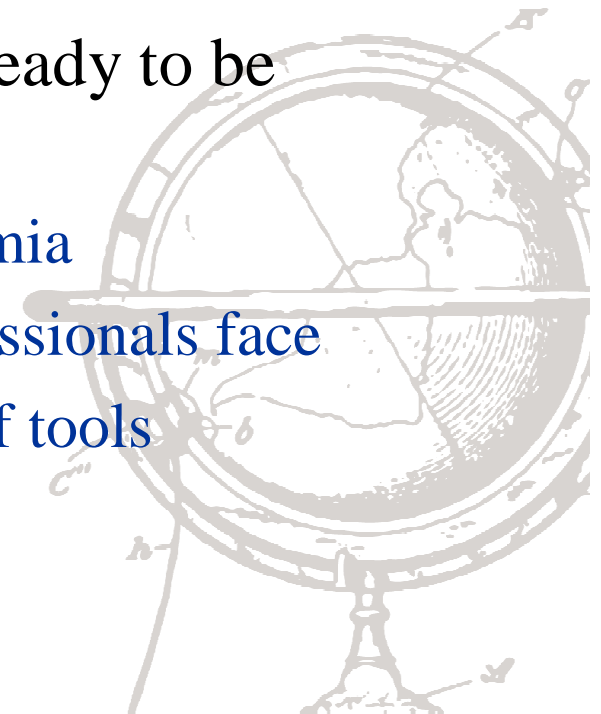 eady to be
mia
ssionals face
f tools
m
b
c'''
h